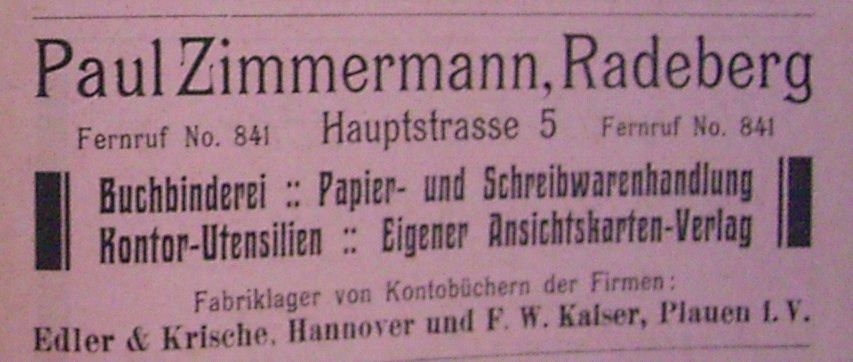 Paul Zimmermann, Radeberg
Fernruf No. 841 Hauptstrasse 5 Fernruf No. 841
Buchbinderei :: Papier- und Schreibwarenhandlung
Kontor-Utensilien :: Eigener Ansichtskarten-Verlag
Fabriklager von Kontobüchern der Firmen:
Edler & Krische, Hannover und F. W. Kaiser, Plauen i. V.